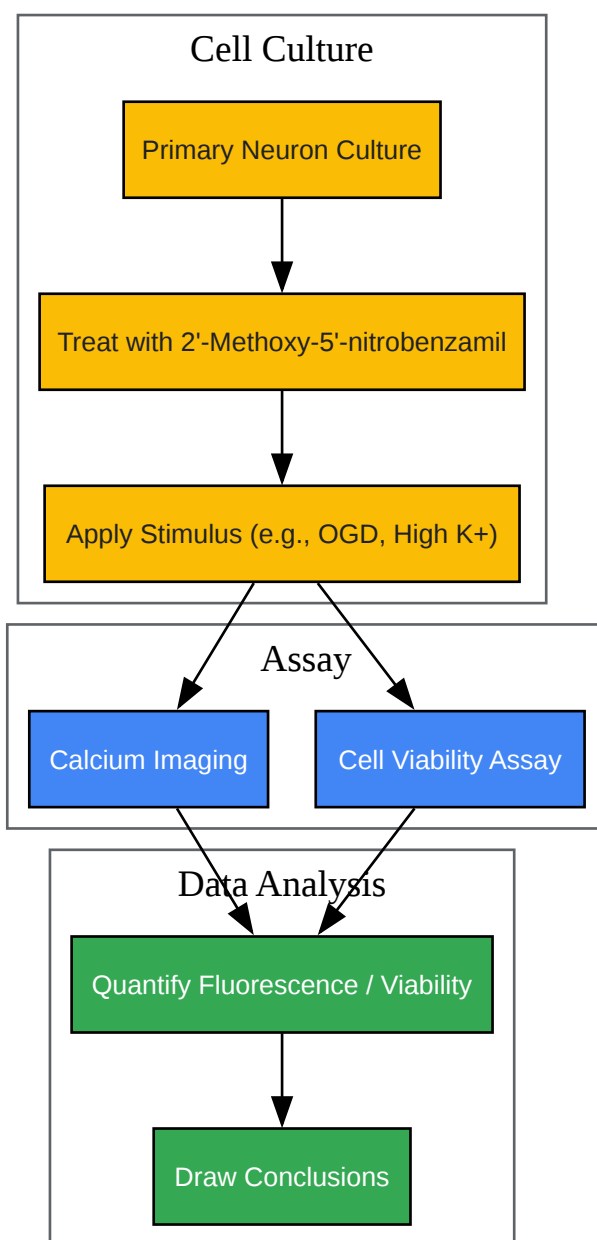 Cell Culture
Primary Neuron Culture
Treat with 2'-Methoxy-5'-nitrobenzamil
Apply Stimulus (e.g., OGD, High K+)
Assay
Calcium Imaging
Cell Viability Assay
Data Analysis
Quantify Fluorescence / Viability
Draw Conclusions